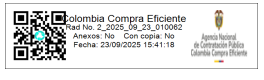 Colombia Compra Eficiente
Rad No. 2_2025_09_23_010062
Anexos: No Con copia: No
Fecha: 23/09/2025 15:41:18
Agencia Nacional
de Contratación Pública
Colombia Compra Eficiente